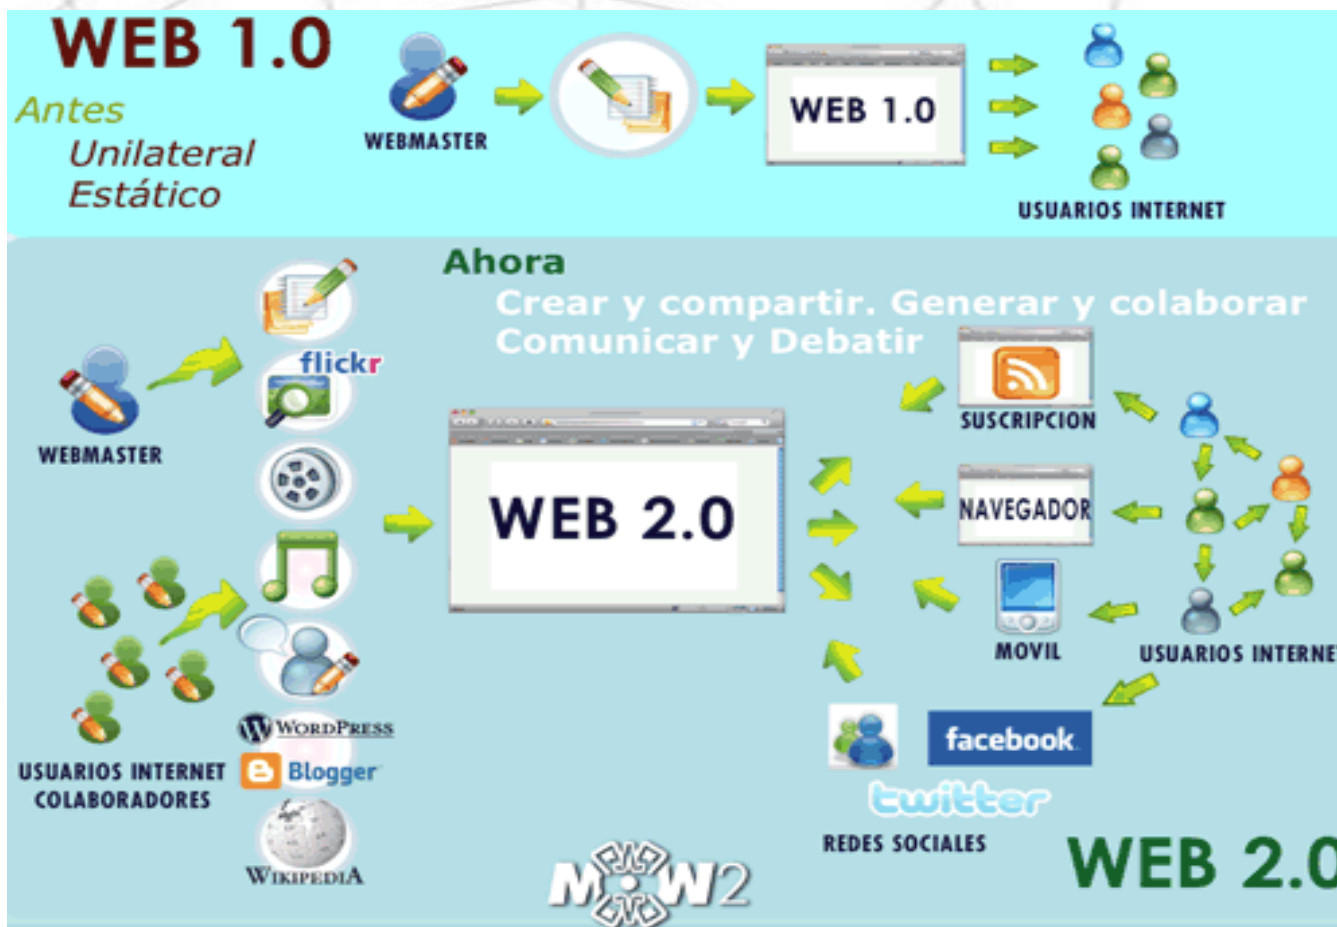 WEB 1.0
Antes
Unilateral
Estático
WEBMASTER
WEB 1.0
USUARIOS INTERNET
Ahora
Crear y compartir. Generar y colaborar
Comunicar y Debatir
flickr
WEBMASTER
SUSCRIPCION
WEB 2.0
NAVEGADOR
MOVIL
USUARIOS INTERNET
USUARIOS INTERNET
COLABORADORES
WORDPRESS
Blogger
WIKIPEDIA
facebook
twitter
REDES SOCIALES
MOW2
WEB 2.0